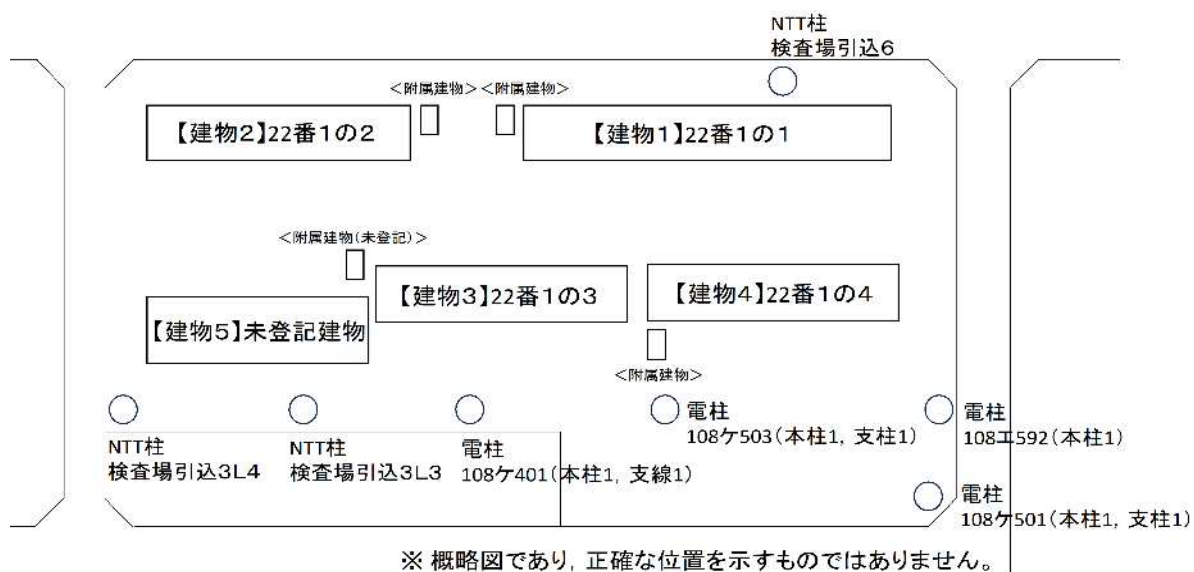 NTT柱
検査場引込6
＜附属建物＞
＜附属建物＞
【建物2】22番1の2
【建物1】22番1の1
＜附属建物(未登記)＞
【建物3】22番1の3
【建物4】22番1の4
【建物5】未登記建物
＜附属建物＞
NTT柱
検査場引込3L4
NTT柱
検査場引込3L3
電柱
108ケ401(本柱1, 支線1)
電柱
108ケ503(本柱1, 支柱1)
電柱
108エ592(本柱1)
電柱
108ケ501(本柱1, 支柱1)
※ 概略図であり, 正確な位置を示すものではありません。